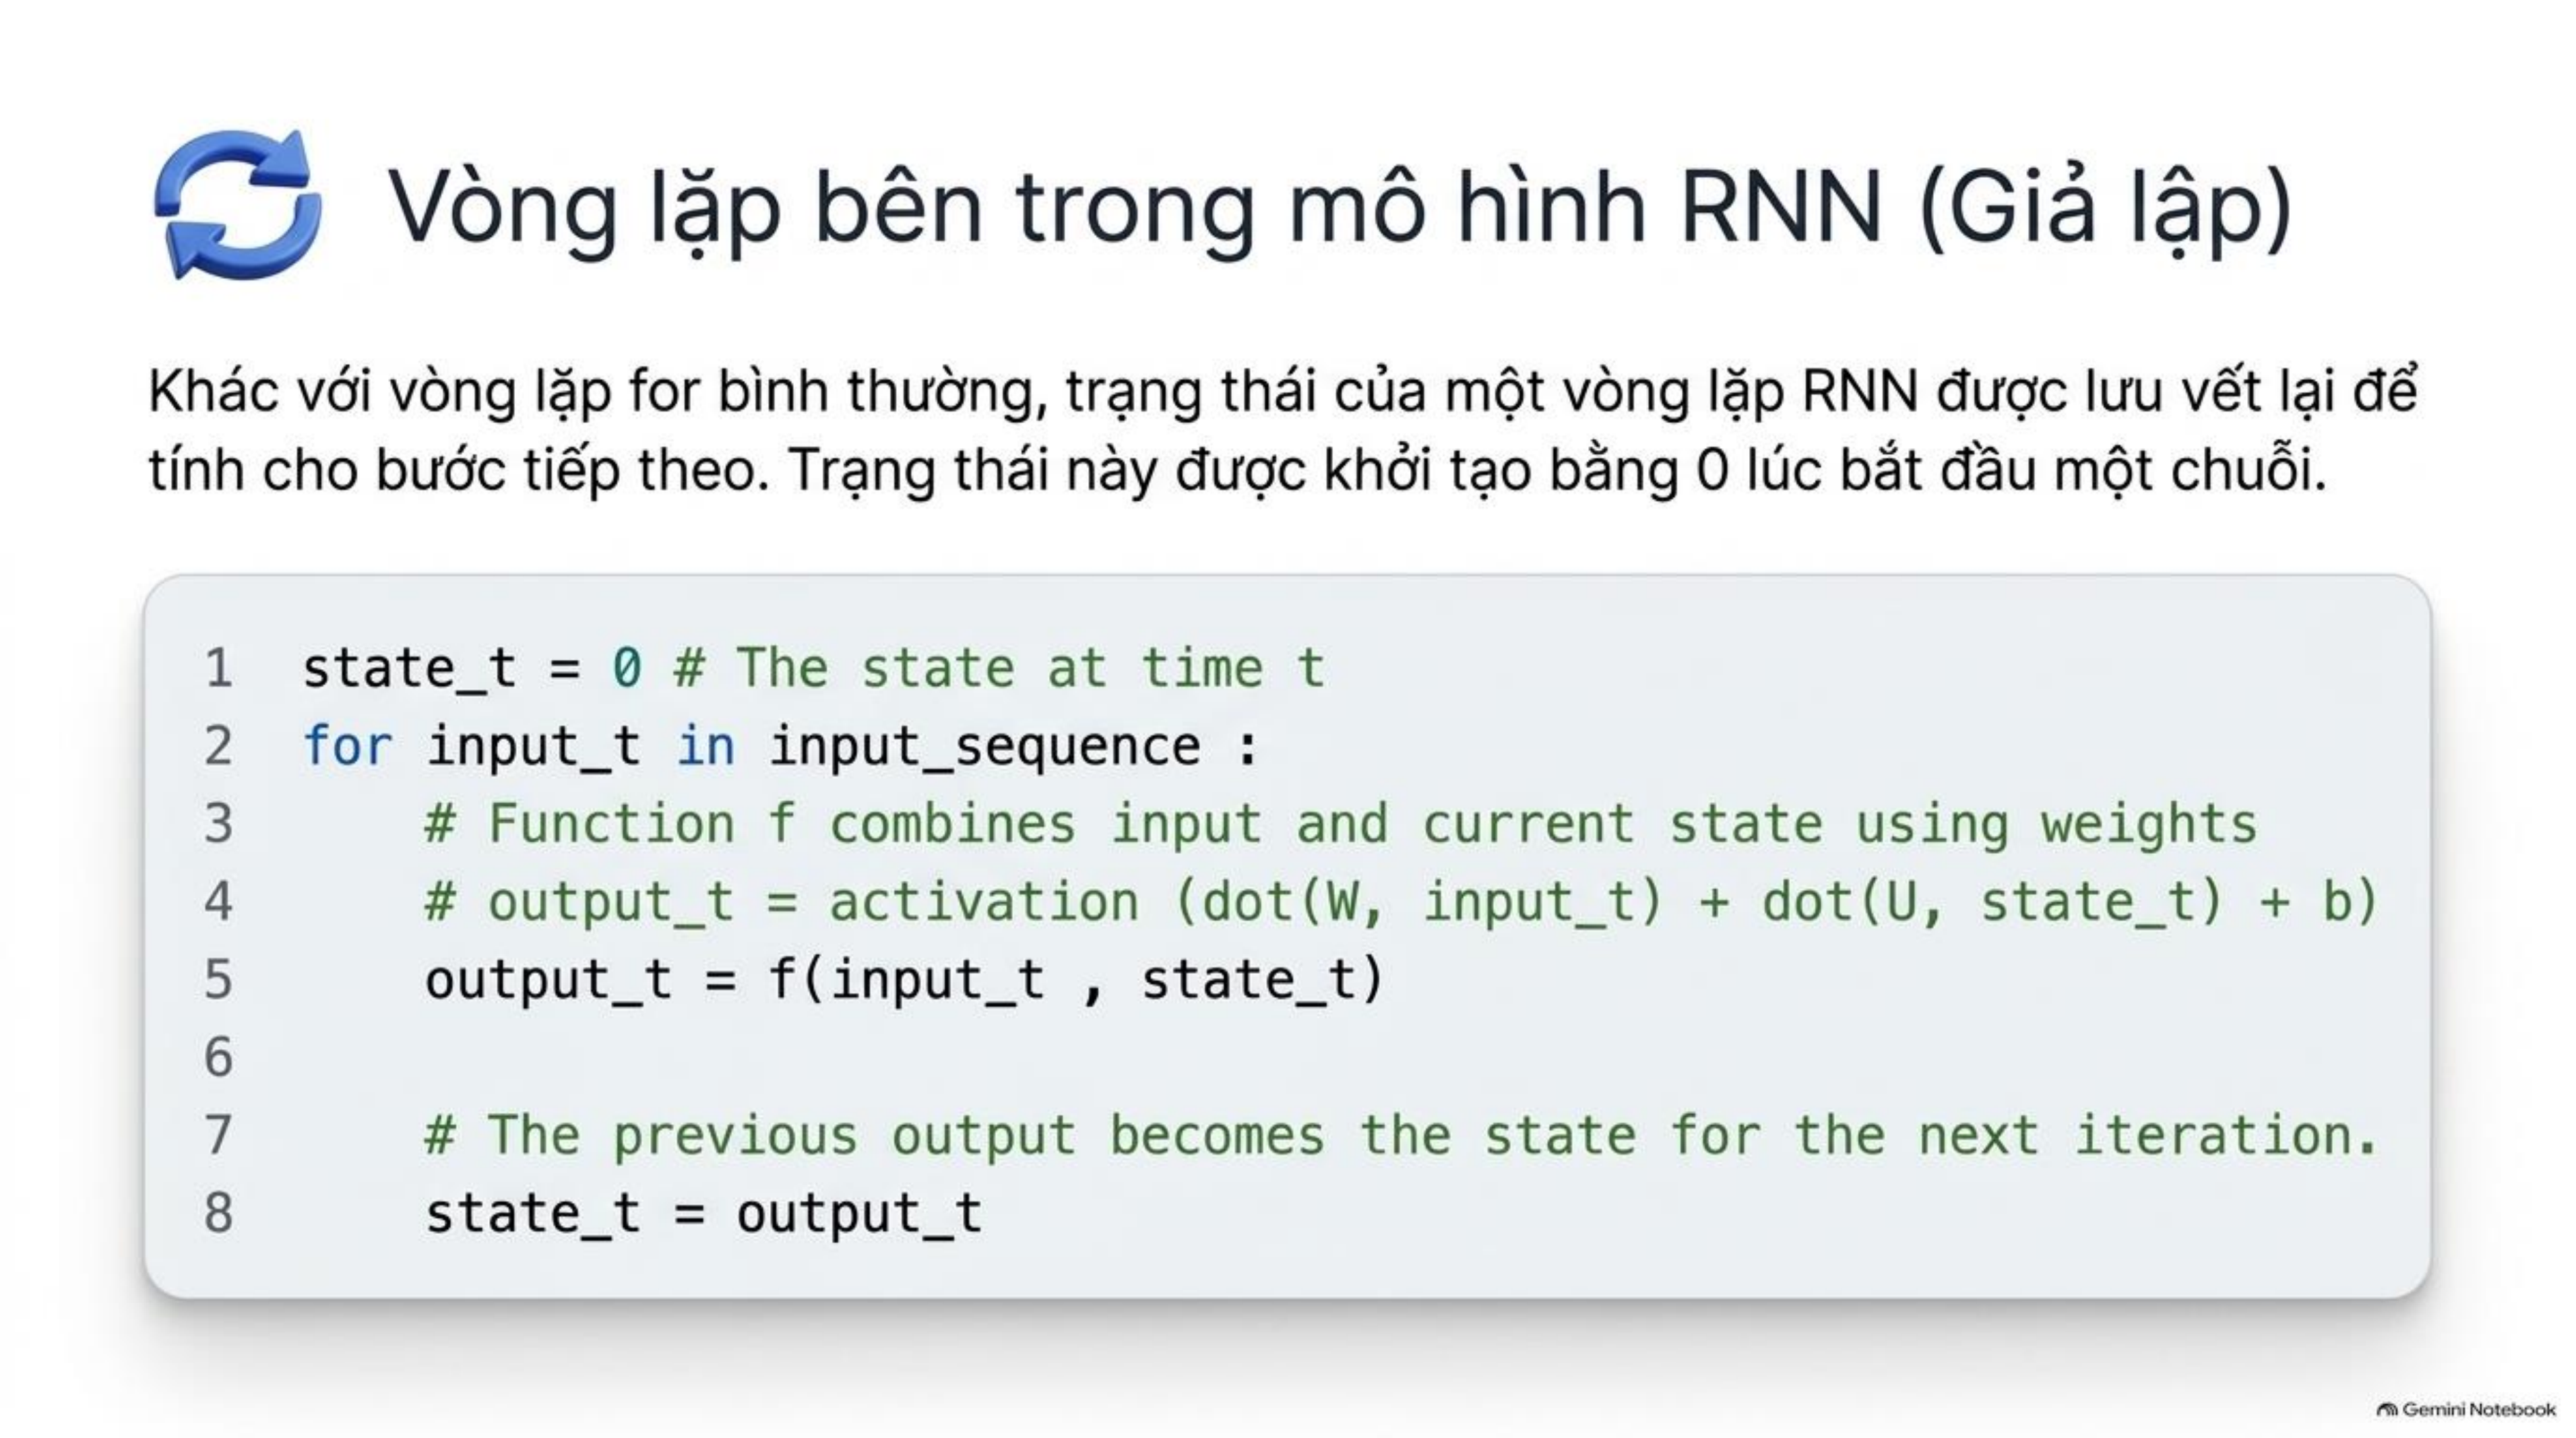 Vòng lặp bên trong mô hình RNN (Giả lập)
Khác với vòng lặp for bình thường, trạng thái của một vòng lặp RNN được lưu vết lại để
tính cho bước tiếp theo. Trạng thái này được khởi tạo bằng 0 lúc bắt đầu một chuỗi.
1 state_t = 0 # The state at time t
2 for input_t in input_sequence :
3     # Function f combines input and current state using weights
4     # output_t = activation (dot(W, input_t) + dot(U, state_t) + b)
5     output_t = f(input_t , state_t)
6
7     # The previous output becomes the state for the next iteration.
8     state_t = output_t
Gemini Notebook